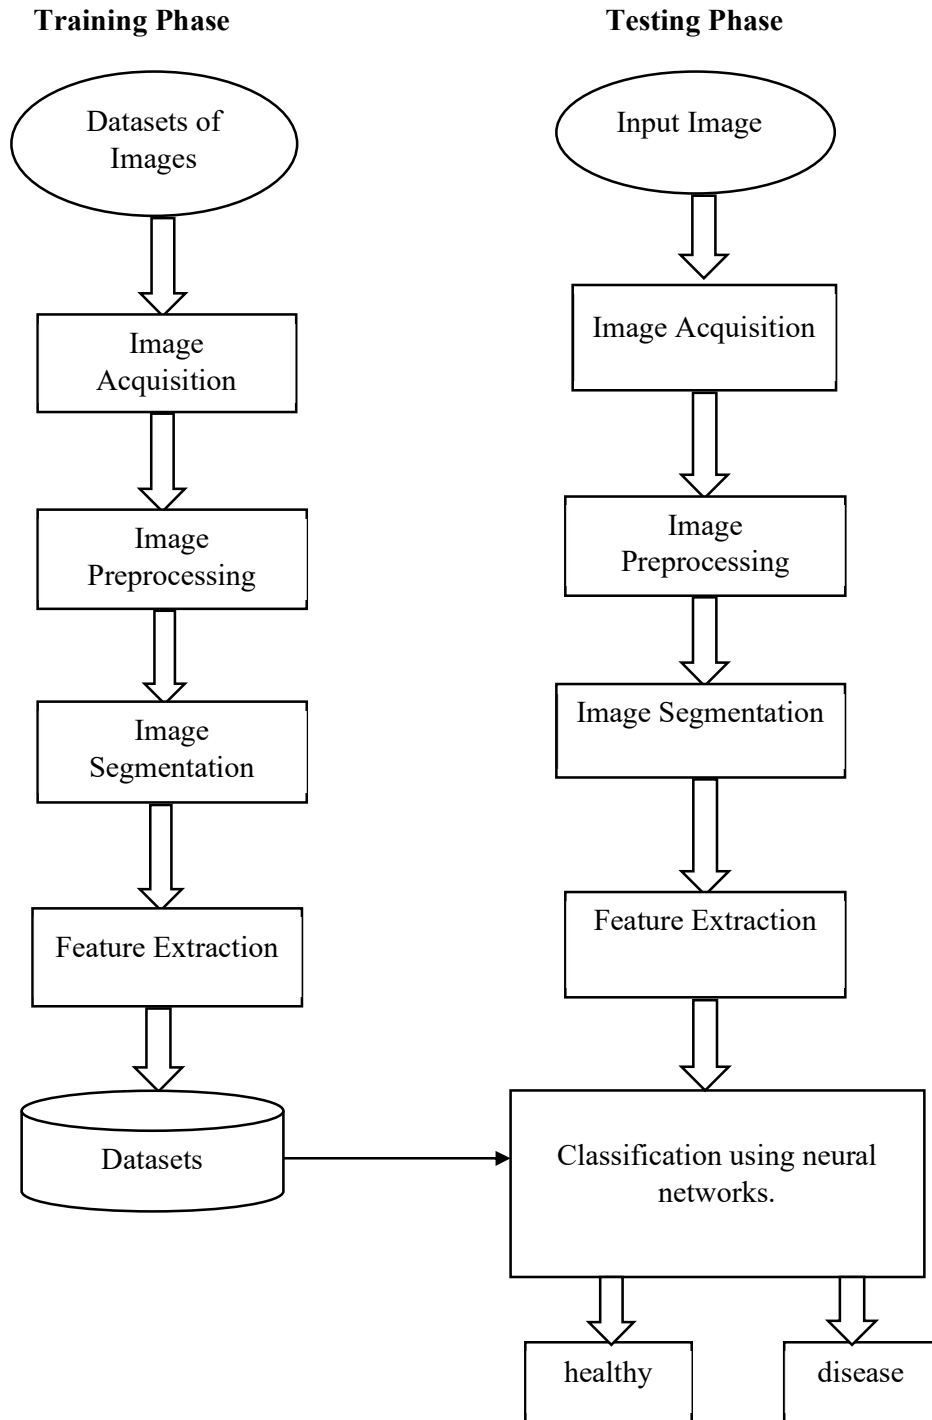 Training Phase
Datasets of
Images
Image
Acquisition
Image
Preprocessing
Image
Segmentation
Feature Extraction
Datasets
Testing Phase
Input Image
Image Acquisition
Image
Preprocessing
Image Segmentation
Feature Extraction
Classification using neural
networks.
healthy
disease